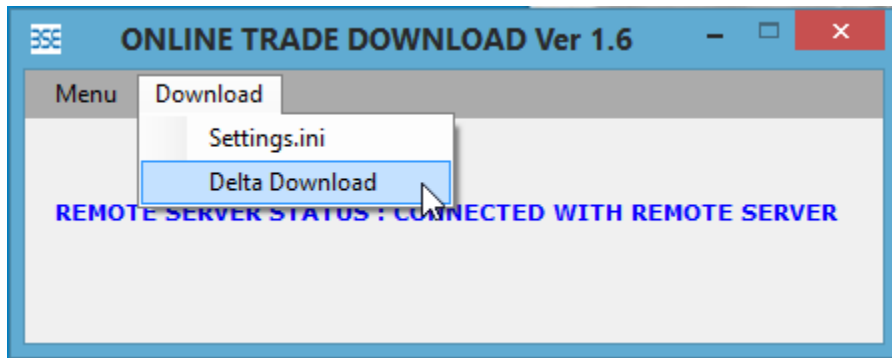 BSE ONLINE TRADE DOWNLOAD Ver 1.6
Menu Download
Settings.ini
Delta Download
REMOTE SERVER STATUS : CONNECTED WITH REMOTE SERVER